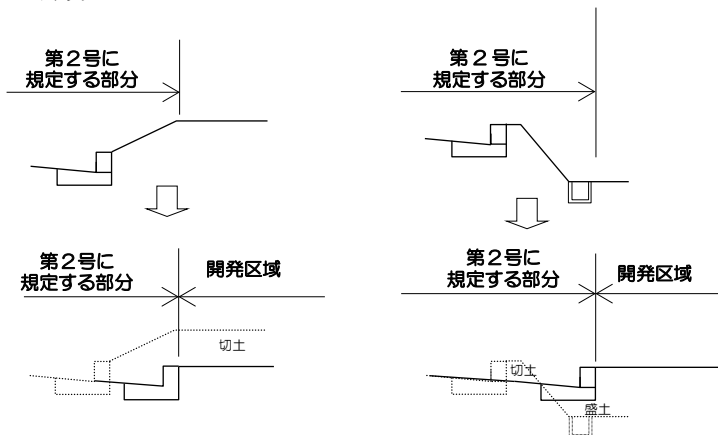 第2号に
規定する部分
第2号に
規定する部分
第2号に
規定する部分
開発区域
切土
第2号に
規定する部分
開発区域
切土
盛土